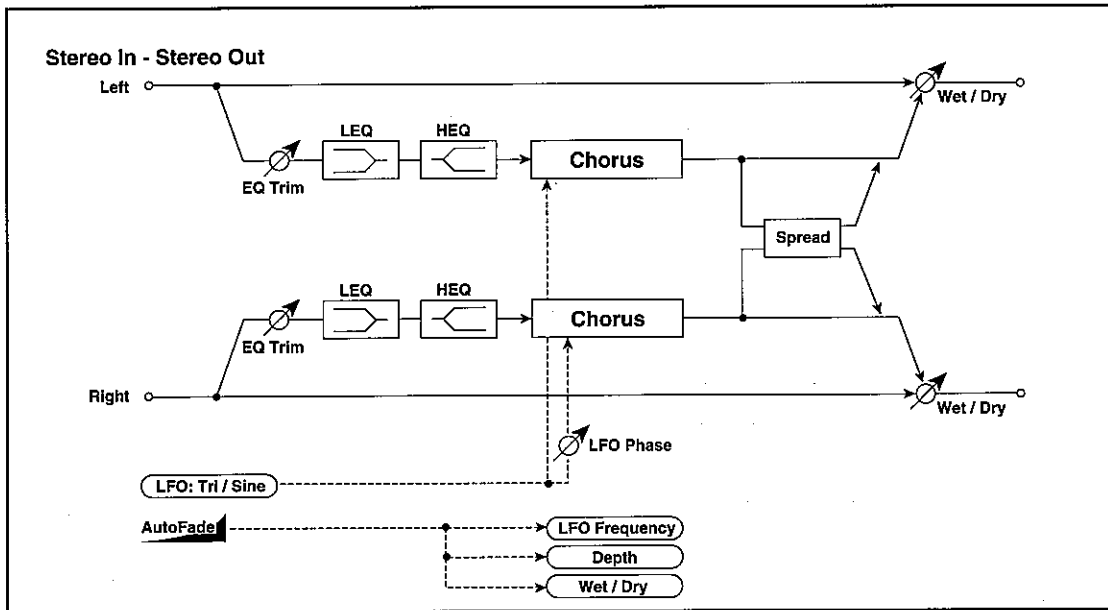 Stereo In - Stereo Out
Left
Wet / Dry
LEQ
HEQ
EQ Trim
Chorus
Spread
LEQ
HEQ
EQ Trim
Chorus
Right
Wet / Dry
LFO Phase
LFO: Tri / Sine
AutoFade
LFO Frequency
Depth
Wet / Dry